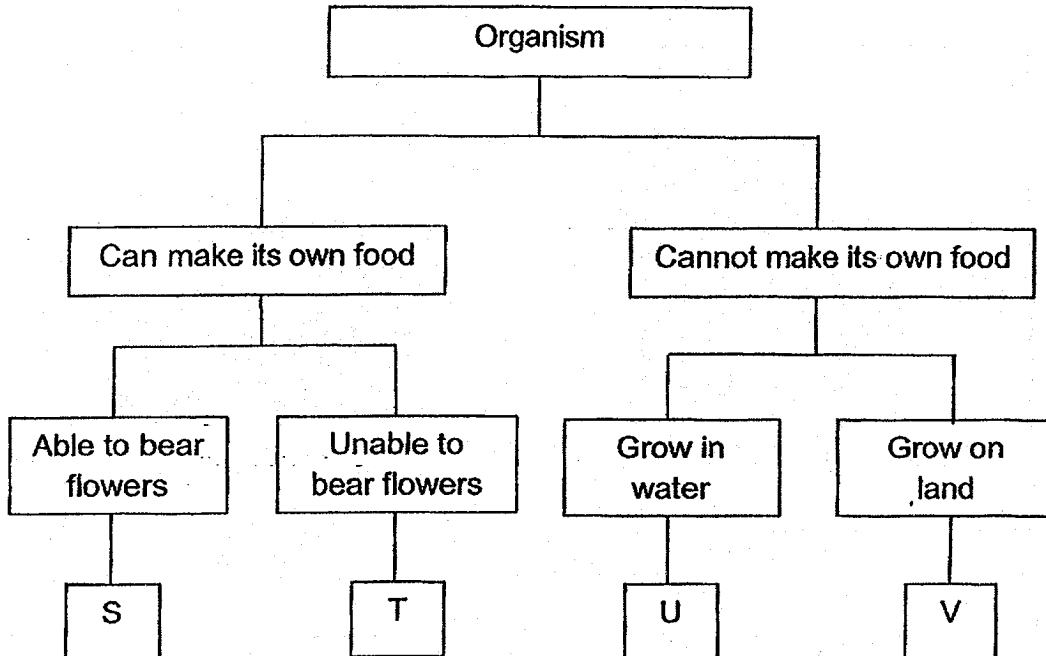 Organism
Can make its own food
Cannot make its own food
Able to bear
flowers
Unable to
bear flowers
Grow in
water
Grow on
land
S
T
U
V